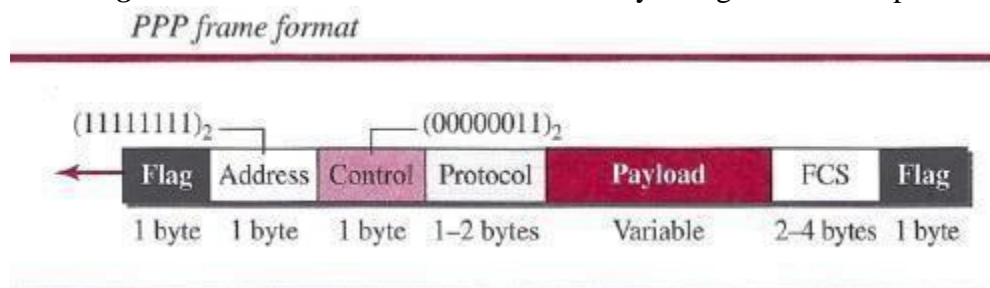 PPP frame format
(11111111)2 (00000011)2
Flag Address Control Protocol Payload FCS Flag
1 byte 1 byte 1 byte 1–2 bytes Variable 2–4 bytes 1 byte